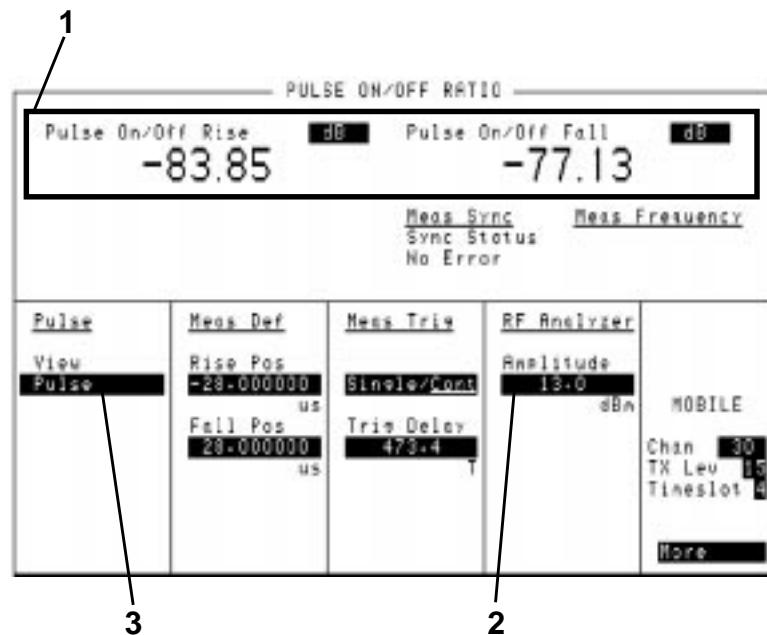 1
PULSE ON/OFF RATIO
Pulse On/Off Rise dB Pulse On/Off Fall dB
-83.85 -77.13
Meas Sync Meas Frequency
Sync Status
No Error
Pulse Meas Def Meas Trig RF Analyzer
View Rise Pos Amplitude
Pulse -28.000000 Single/Cont 13.0
us dBm MOBILE
Fall Pos Trig Delay
28.000000 473.4 Chan 30
us T TX Lev 15
Timeslot 4
More
3 2